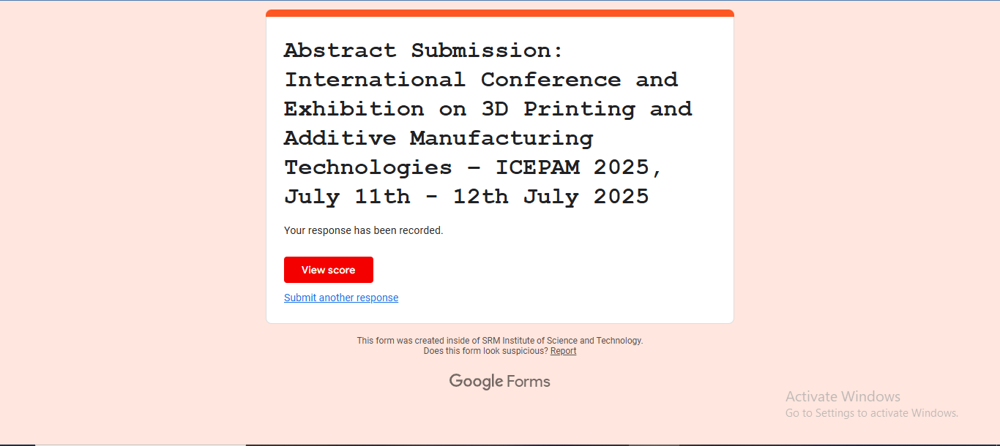 Abstract Submission:
International Conference and
Exhibition on 3D Printing and
Additive Manufacturing
Technologies – ICEPAM 2025,
July 11th - 12th July 2025
Your response has been recorded.
View score
Submit another response
This form was created inside of SRM Institute of Science and Technology.
Does this form look suspicious? Report
Google Forms
Activate Windows
Go to Settings to activate Windows.